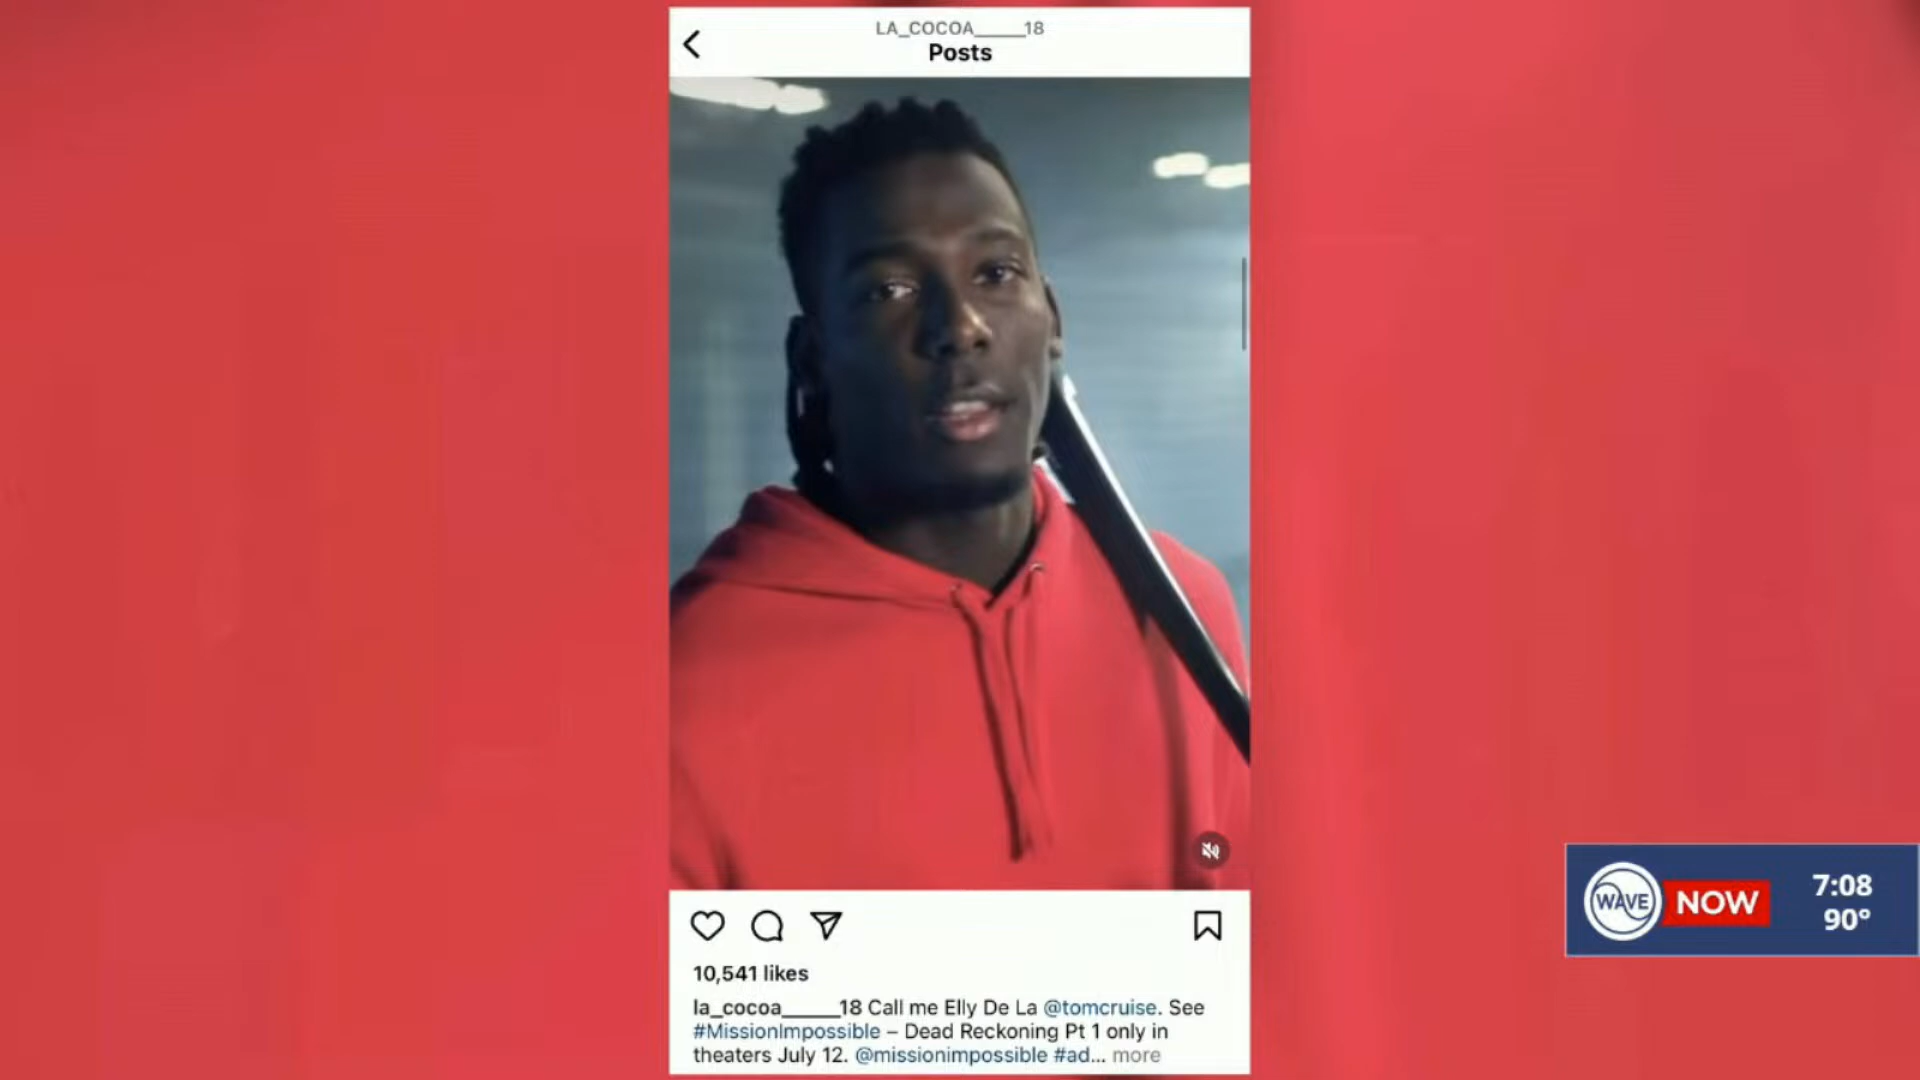 LA_COCOA_____18
Posts
10,541 likes
la_cocoa_____18 Call me Elly De La @tomcruise. See
#MissionImpossible – Dead Reckoning Pt 1 only in
theaters July 12. @missionimpossible #ad... more
WAVE NOW
7:08
90°